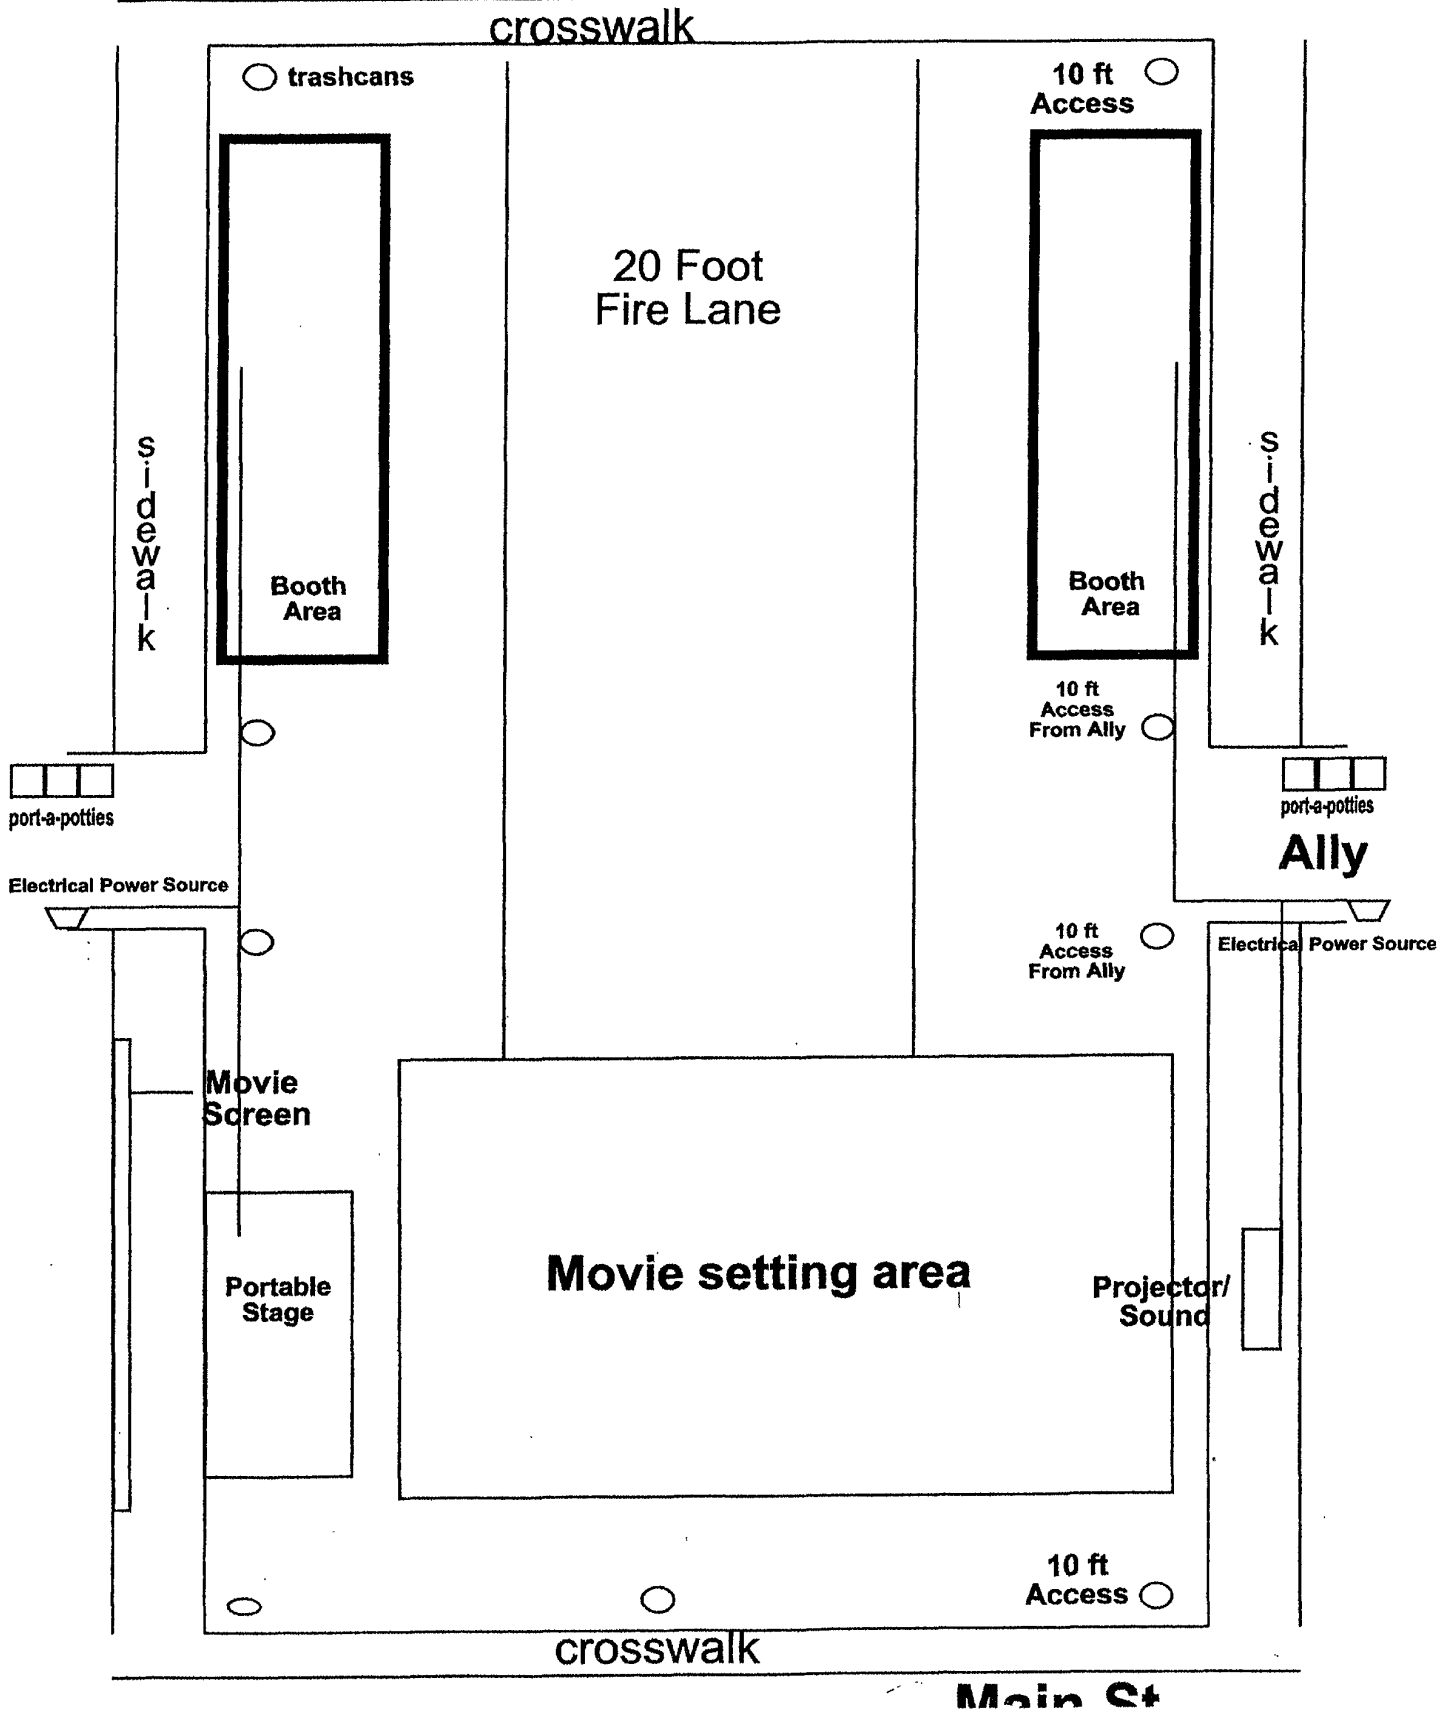 crosswalk
trashcans
10 ft
Access
20 Foot
Fire Lane
sidewalk
sidewalk
Booth
Area
Booth
Area
10 ft
Access
From Ally
port-a-potties
port-a-potties
Ally
Electrical Power Source
10 ft
Access
From Ally
Electrical Power Source
Movie
Screen
Movie setting area
Portable
Stage
Projector/
Sound
10 ft
Access
crosswalk
Main St